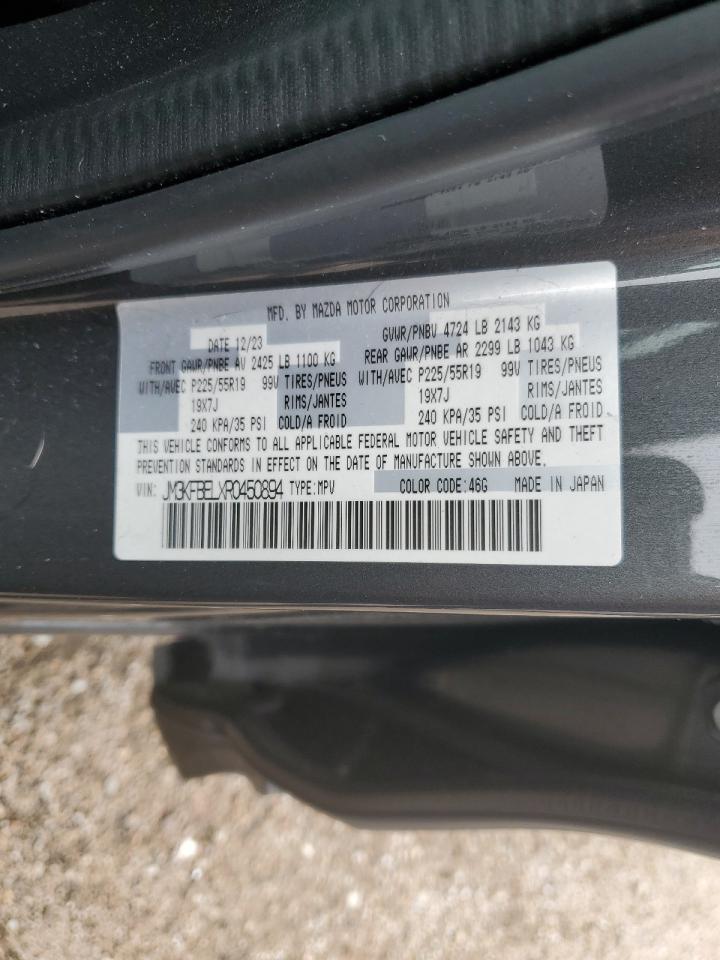 MFD. BY MAZDA MOTOR CORPORATION
DATE 12/23 GVWR/PNBV 4724 LB 2143 KG
FRONT GAWR/PNBE AV 2425 LB 1100 KG REAR GAWR/PNBE AR 2299 LB 1043 KG
WITH/AVEC P225/55R19 99V TIRES/PNEUS WITH/AVEC P225/55R19 99V TIRES/PNEUS
19X7J RIMS/JANTES 19X7J RIMS/JANTES
240 KPA/35 PSI COLD/A FROID 240 KPA/35 PSI COLD/A FROID
THIS VEHICLE CONFORMS TO ALL APPLICABLE FEDERAL MOTOR VEHICLE SAFETY AND THEFT
PREVENTION STANDARDS IN EFFECT ON THE DATE OF MANUFACTURE SHOWN ABOVE.
VIN: JM3KFBELXR0450894 TYPE:MPV COLOR CODE:46G MADE IN JAPAN